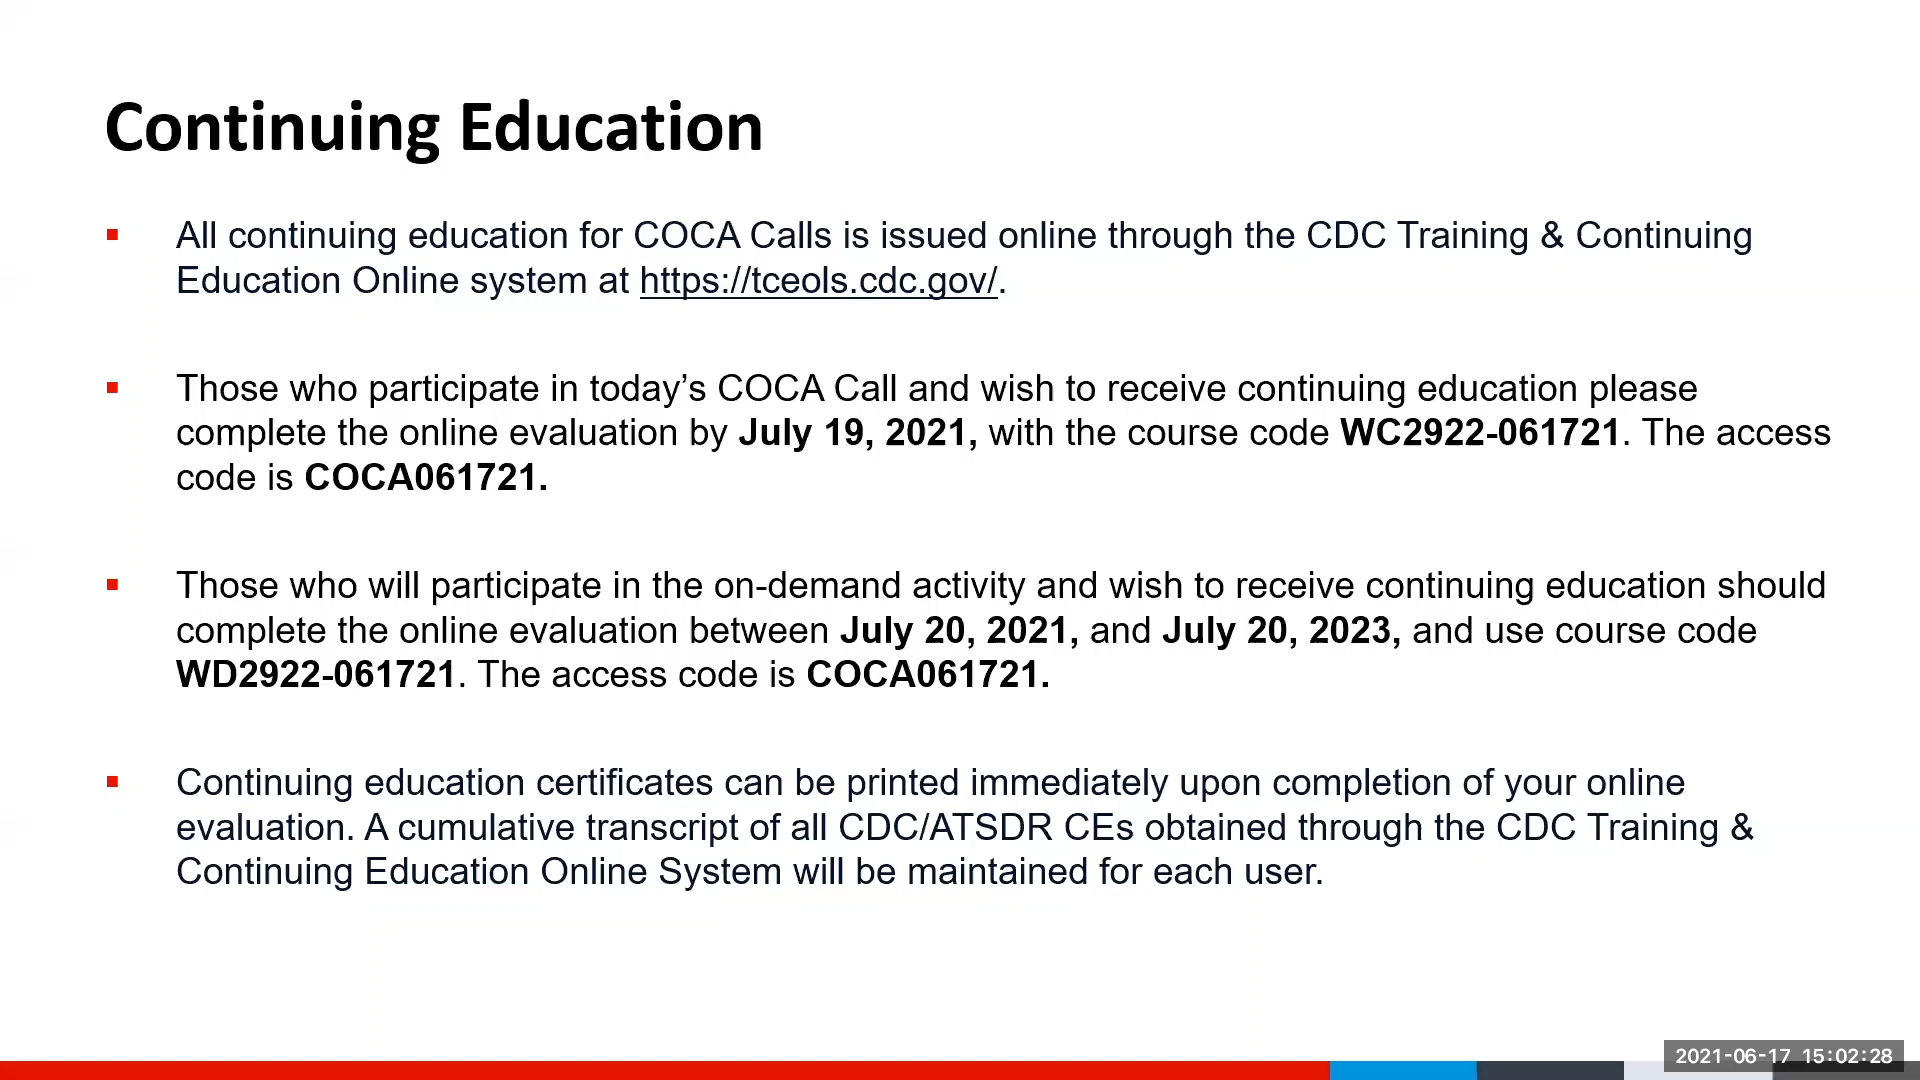 Continuing Education
▪ All continuing education for COCA Calls is issued online through the CDC Training & Continuing
Education Online system at https://tceols.cdc.gov/.
▪ Those who participate in today’s COCA Call and wish to receive continuing education please
complete the online evaluation by July 19, 2021, with the course code WC2922-061721. The access
code is COCA061721.
▪ Those who will participate in the on-demand activity and wish to receive continuing education should
complete the online evaluation between July 20, 2021, and July 20, 2023, and use course code
WD2922-061721. The access code is COCA061721.
▪ Continuing education certificates can be printed immediately upon completion of your online
evaluation. A cumulative transcript of all CDC/ATSDR CEs obtained through the CDC Training &
Continuing Education Online System will be maintained for each user.
2021-06-17 15:02:28